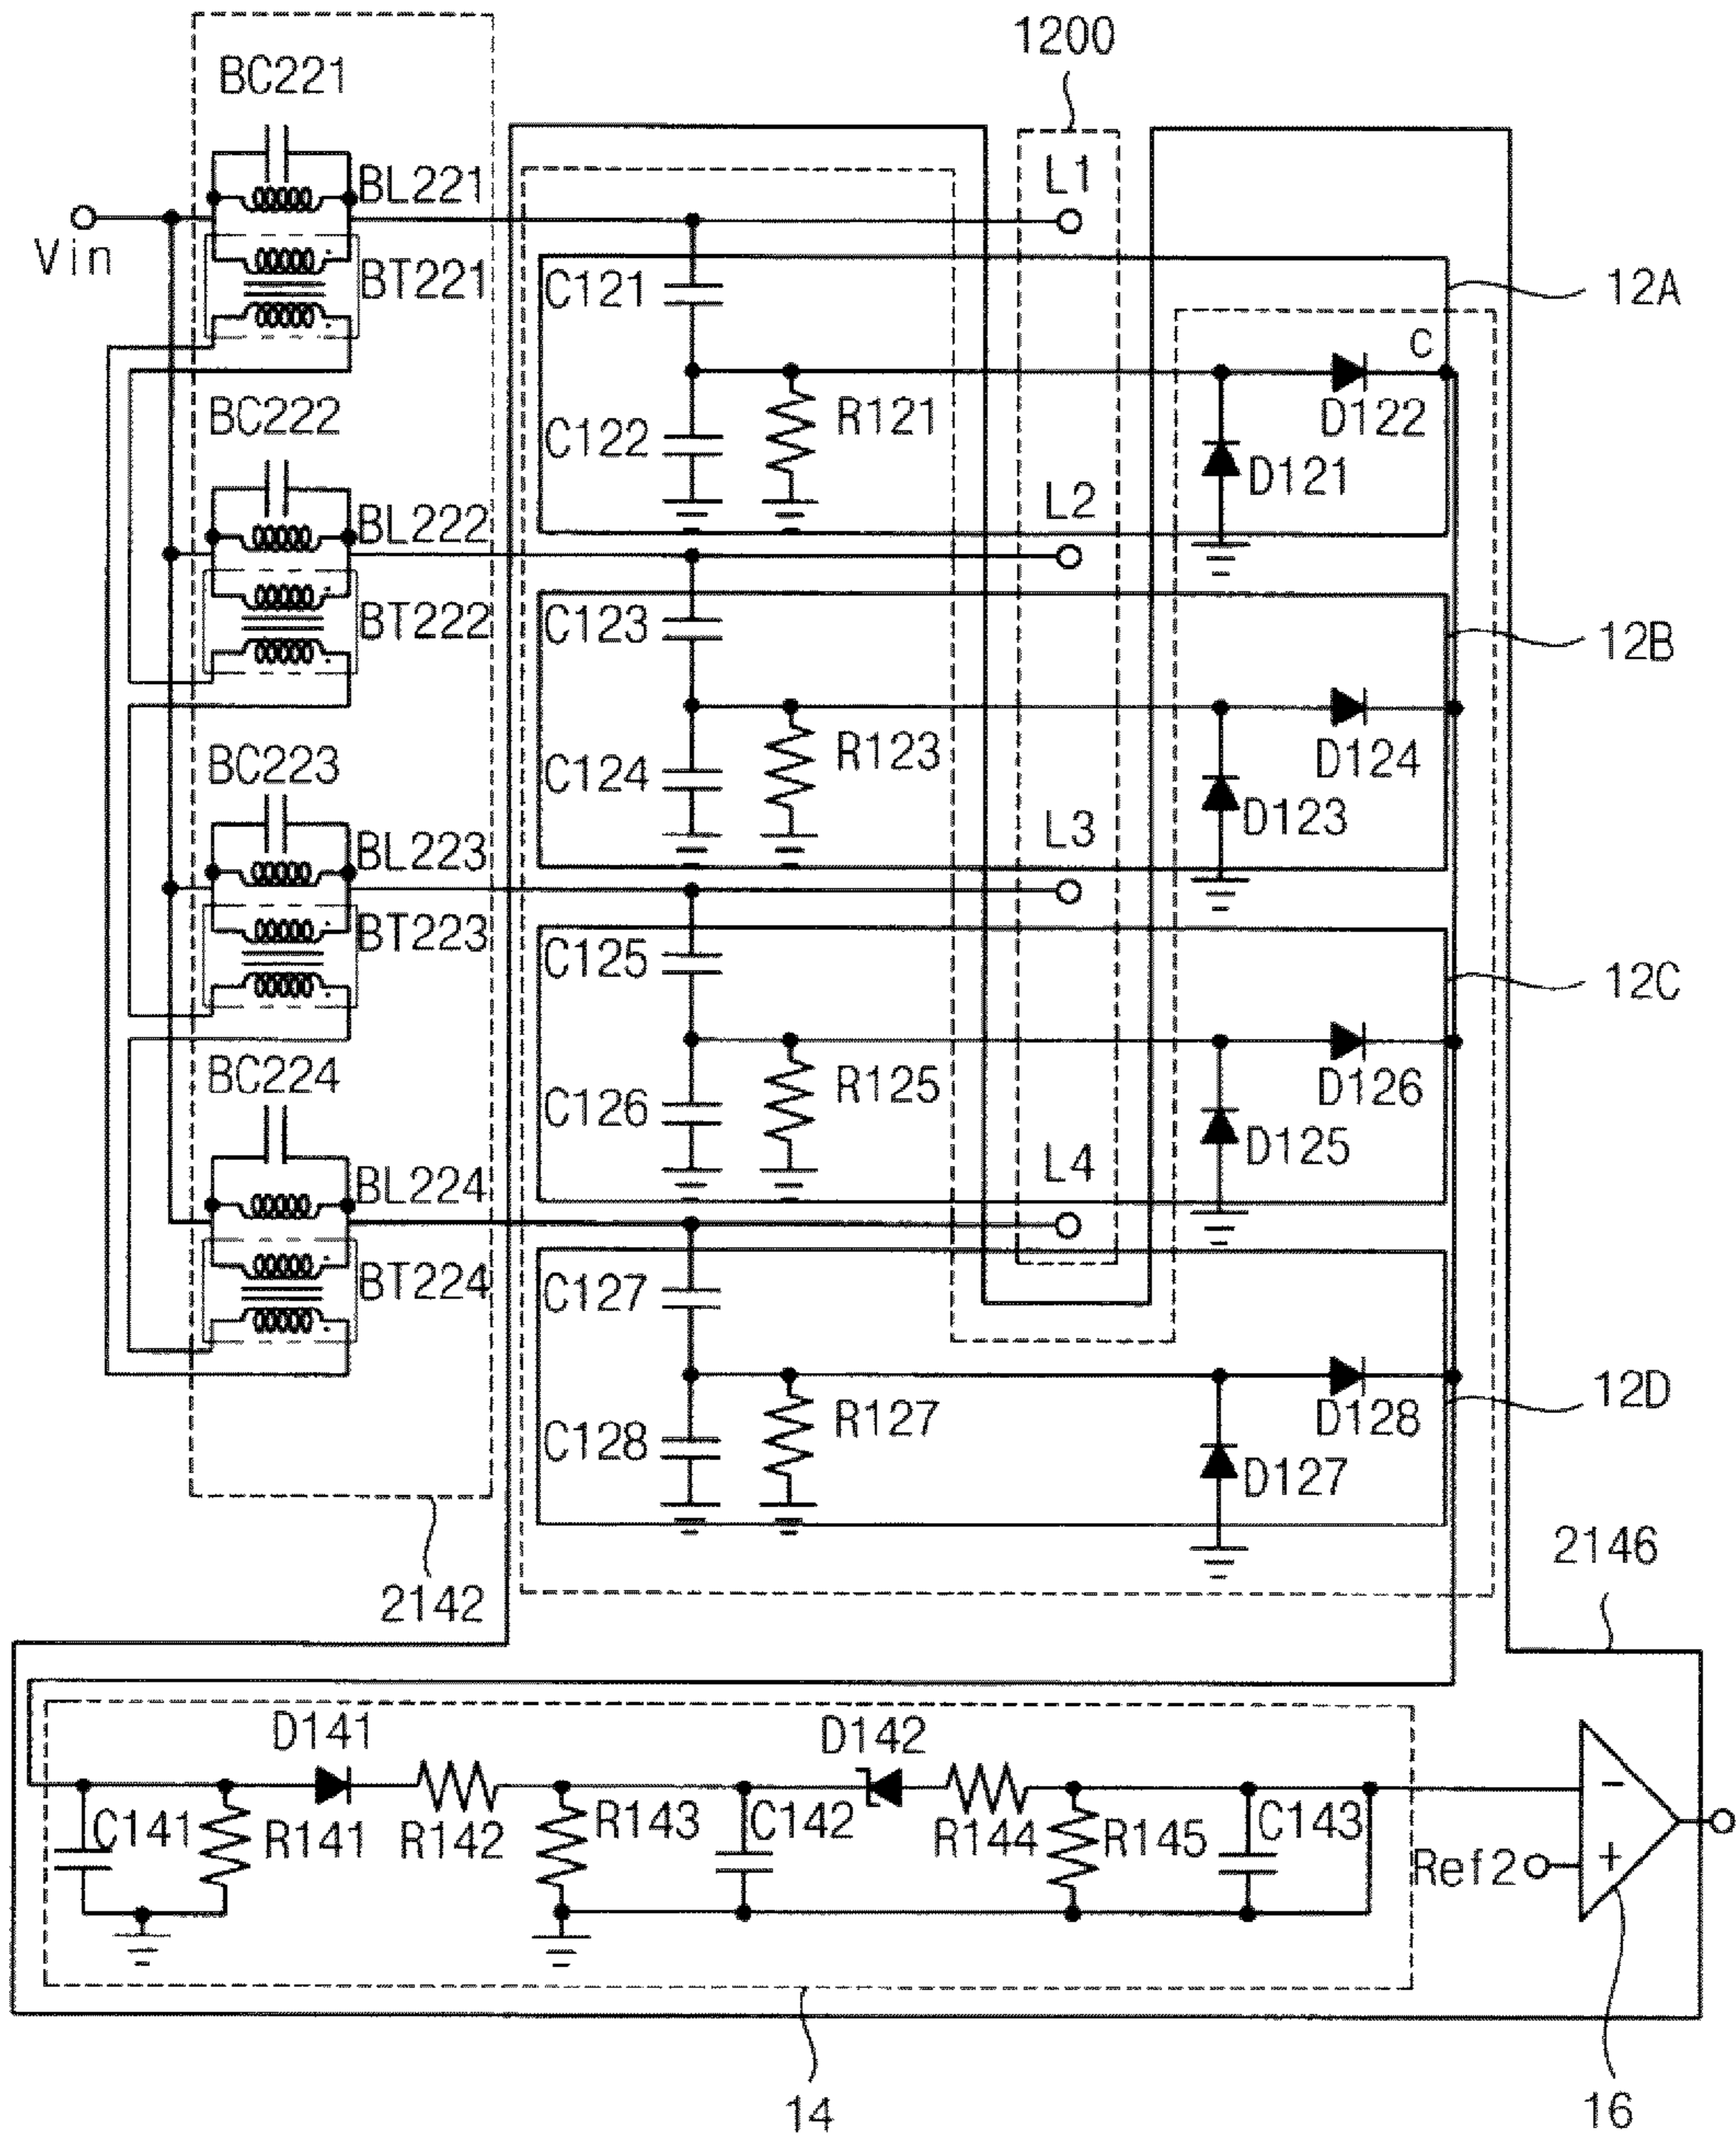 1200
BC221
L1
BL221
Vin
BT221
C121
12A
C
BC222
C122
R121
D122
D121
L2
BL222
BT222
C123
12B
BC223
C124
R123
D124
D123
L3
BL223
BT223
C125
12C
BC224
C126
R125
D126
D125
L4
BL224
BT224
C127
12D
C128
R127
D128
D127
2142
2146
D141
D142
C141
R141
R142
R143
C142
R144
R145
C143
Ref2
−
+
14
16